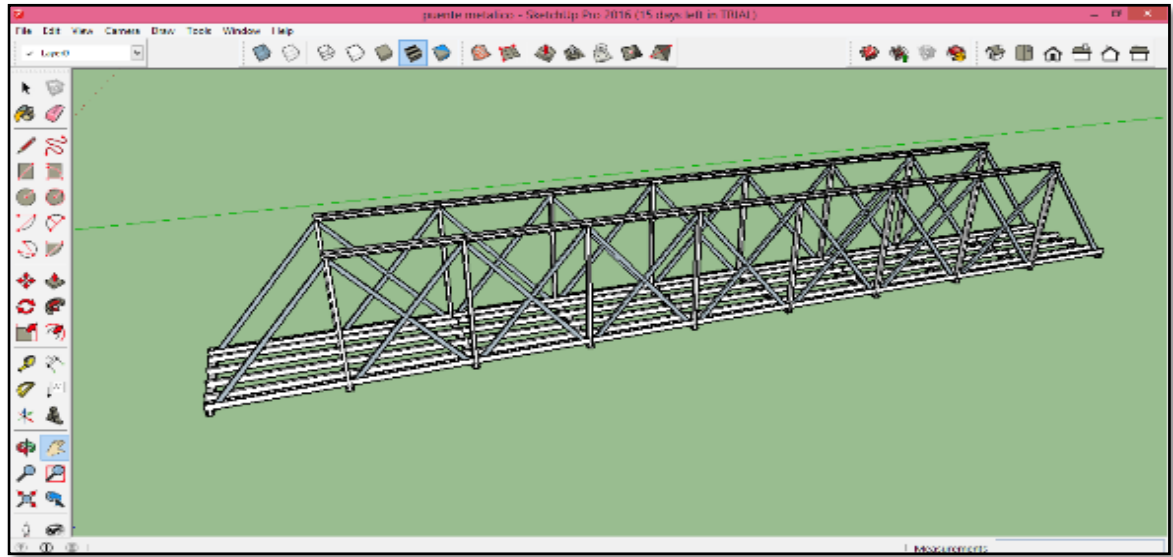 puente metalico - SketchUp Pro 2016 (15 days left in TRIAL)
File Edit View Camera Draw Tools Window Help
Layer0
Measurements